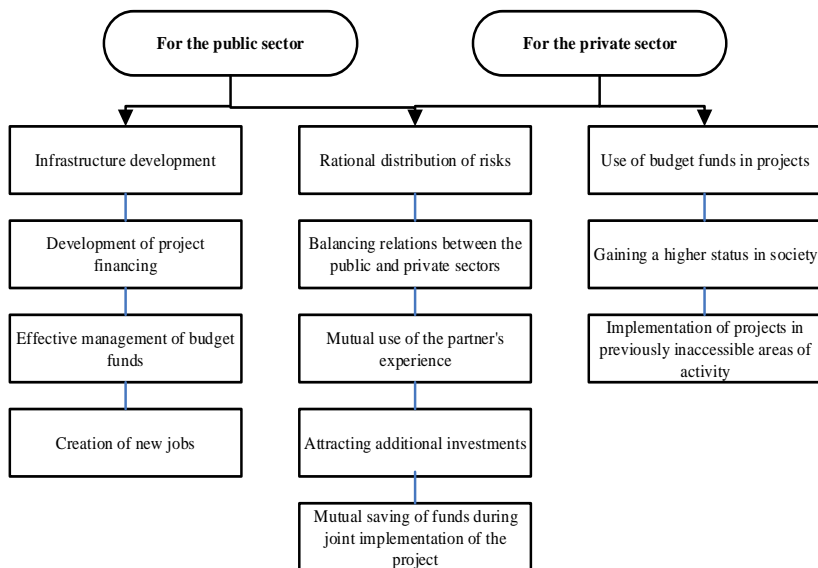 For the public sector
For the private sector
Infrastructure development
Rational distribution of risks
Use of budget funds in projects
Development of project
financing
Balancing relations between the
public and private sectors
Gaining a higher status in society
Effective management of budget
funds
Mutual use of the partner's
experience
Implementation of projects in
previously inaccessible areas of
activity
Creation of new jobs
Attracting additional investments
Mutual saving of funds during
joint implementation of the
project